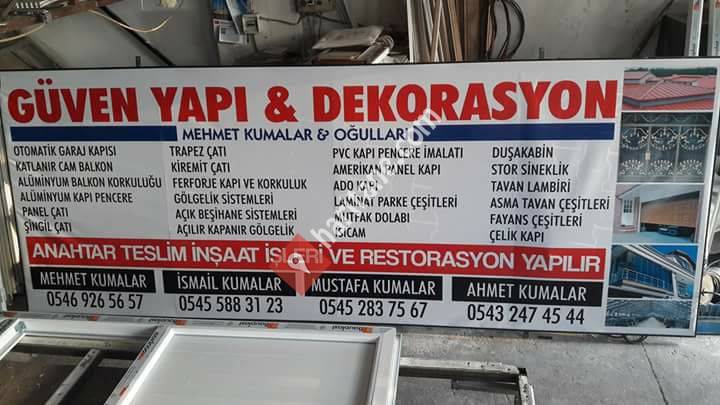 GÜVEN YAPI & DEKORASYON
MEHMET KUMALAR & OĞULLARI
OTOMATİK GARAJ KAPISI
KATLANIR CAM BALKON
ALÜMİNYUM BALKON KORKULUĞU
ALÜMİNYUM KAPI PENCERE
PANEL ÇATI
ŞİNGIL ÇATI
TRAPEZ ÇATI
KİREMİT ÇATI
FERFORJE KAPI VE KORKULUK
GÖLGELİK SİSTEMLERİ
AÇIK BEŞİHANE SİSTEMLERİ
AÇILIR KAPANIR GÖLGELİK
PVC KAPI PENCERE İMALATI
AMERİKAN PANEL KAPI
ADO KAPI
LAMİNAT PARKE ÇEŞİTLERİ
MUTFAK DOLABI
ISICAM
DUŞAKABİN
STOR SİNEKLİK
TAVAN LAMBİRİ
ASMA TAVAN ÇEŞİTLERİ
FAYANS ÇEŞİTLERİ
ÇELİK KAPI
ANAHTAR TESLİM İNŞAAT İŞLERİ VE RESTORASYON YAPILIR
MEHMET KUMALAR
0546 926 56 57
İSMAİL KUMALAR
0545 588 31 23
MUSTAFA KUMALAR
0545 283 75 67
AHMET KUMALAR
0543 247 45 44